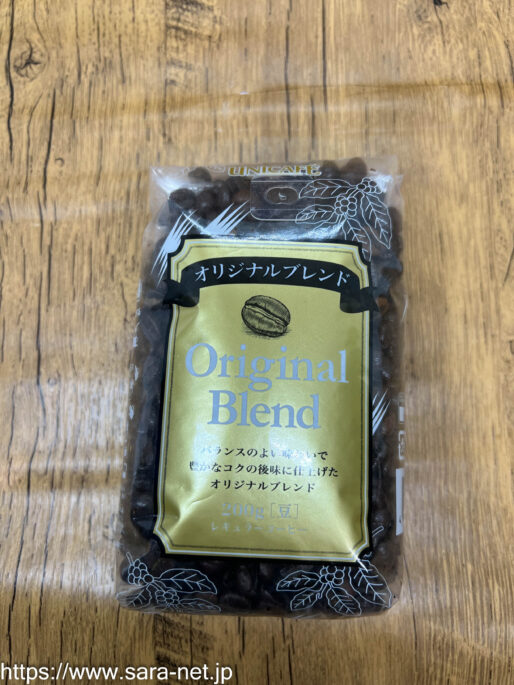 オリジナルブレンド
Original
Blend
バランスのよい味わいで
豊かなコクの後味に仕上げた
オリジナルブレンド
200g[豆]
レギュラーコーヒー
https://www.sara-net.jp